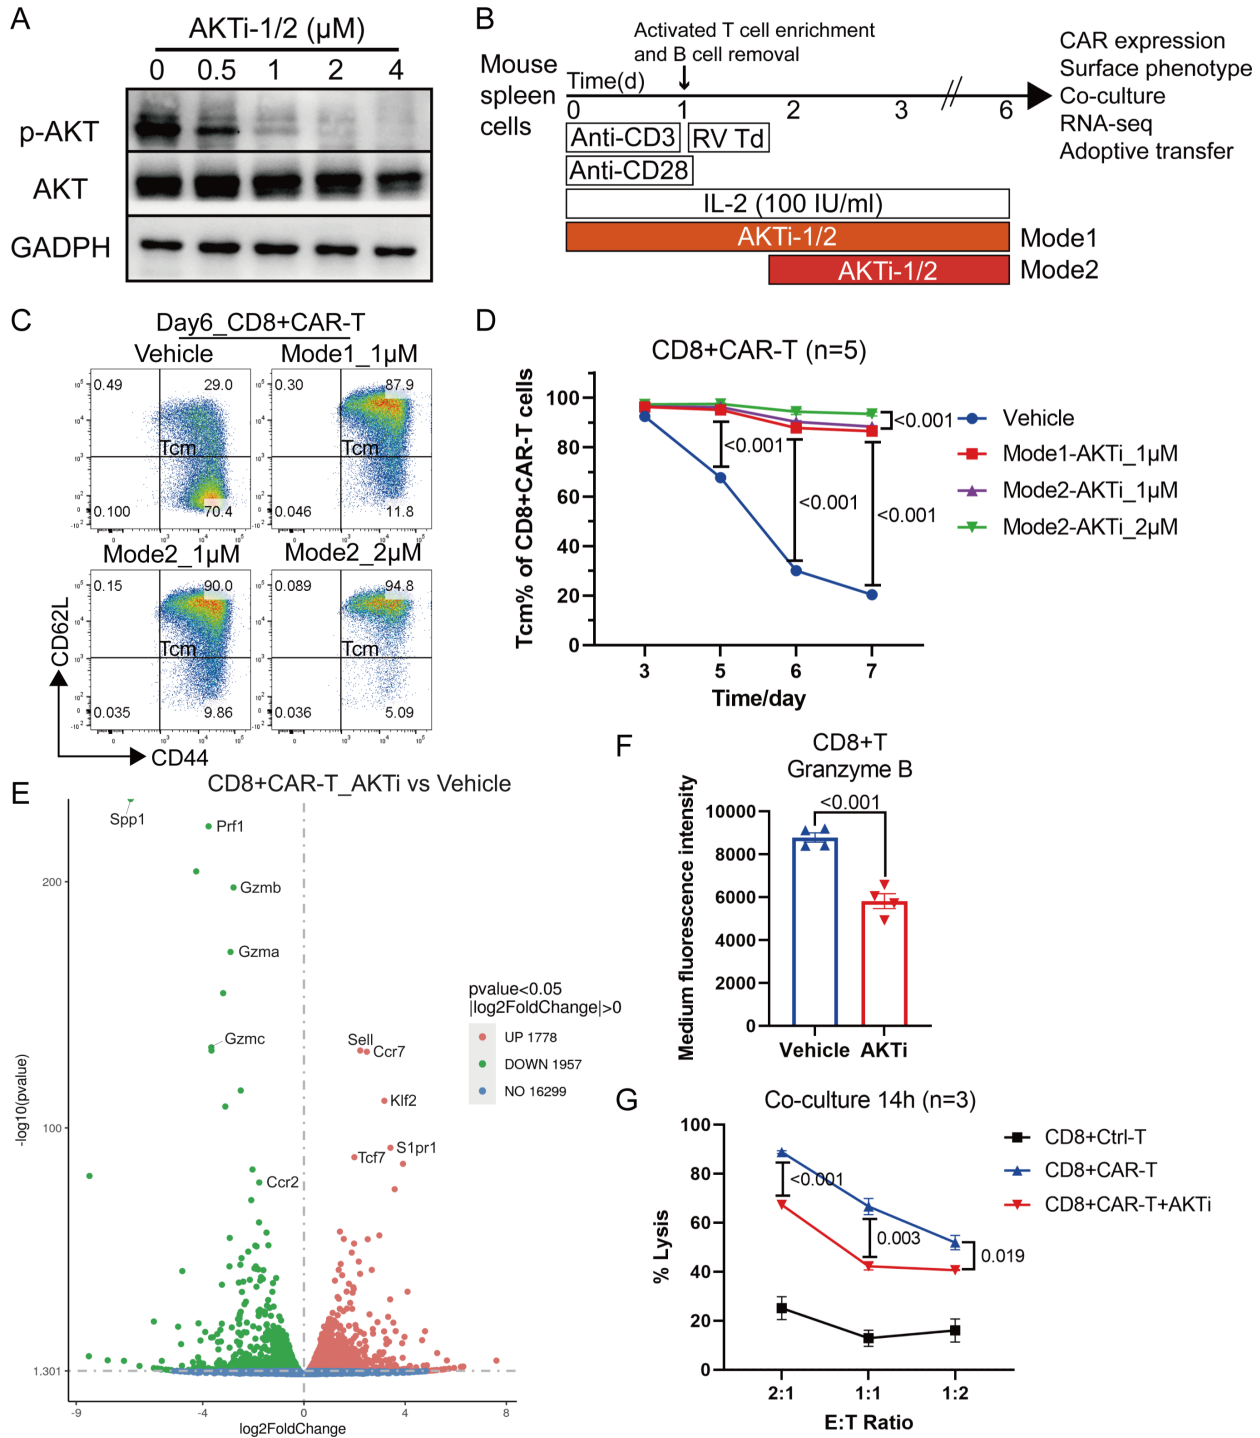 A
AKTi-1/2 (μM)
0 0.5 1 2 4
p-AKT
AKT
GADPH
B
Activated T cell enrichment
and B cell removal
Mouse
spleen
cells
Time(d)
0 1 2 3 6
Anti-CD3 RV Td
Anti-CD28
IL-2 (100 IU/ml)
AKTi-1/2 Mode1
AKTi-1/2 Mode2
CAR expression
Surface phenotype
Co-culture
RNA-seq
Adoptive transfer
C
Day6_CD8+CAR-T
Vehicle
0.49 29.0
Tcm
0.100 70.4
Mode1_1μM
0.30 87.9
Tcm
0.046 11.8
Mode2_1μM
0.15 90.0
Tcm
0.035 9.86
Mode2_2μM
0.089 94.8
Tcm
0.036 5.09
CD62L
CD44
D
CD8+CAR-T (n=5)
Tcm% of CD8+CAR-T cells
100
80
60
40
20
0
3 5 6 7
Time/day
<0.001
<0.001
<0.001
<0.001
Vehicle
Mode1-AKTi_1μM
Mode2-AKTi_1μM
Mode2-AKTi_2μM
E
CD8+CAR-T_AKTi vs Vehicle
Spp1
Prf1
Gzmb
Gzma
Gzmc
Sell
Ccr7
Klf2
S1pr1
Tcf7
Ccr2
-log10(pvalue)
200
100
1.301
-9 -4 0 4 8
log2FoldChange
pvalue<0.05
|log2FoldChange|>0
UP 1778
DOWN 1957
NO 16299
F
CD8+T
Granzyme B
Medium fluorescence intensity
10000
8000
6000
4000
2000
0
<0.001
Vehicle AKTi
G
Co-culture 14h (n=3)
% Lysis
100
80
60
40
20
0
<0.001
0.003
0.019
2:1 1:1 1:2
E:T Ratio
CD8+Ctrl-T
CD8+CAR-T
CD8+CAR-T+AKTi